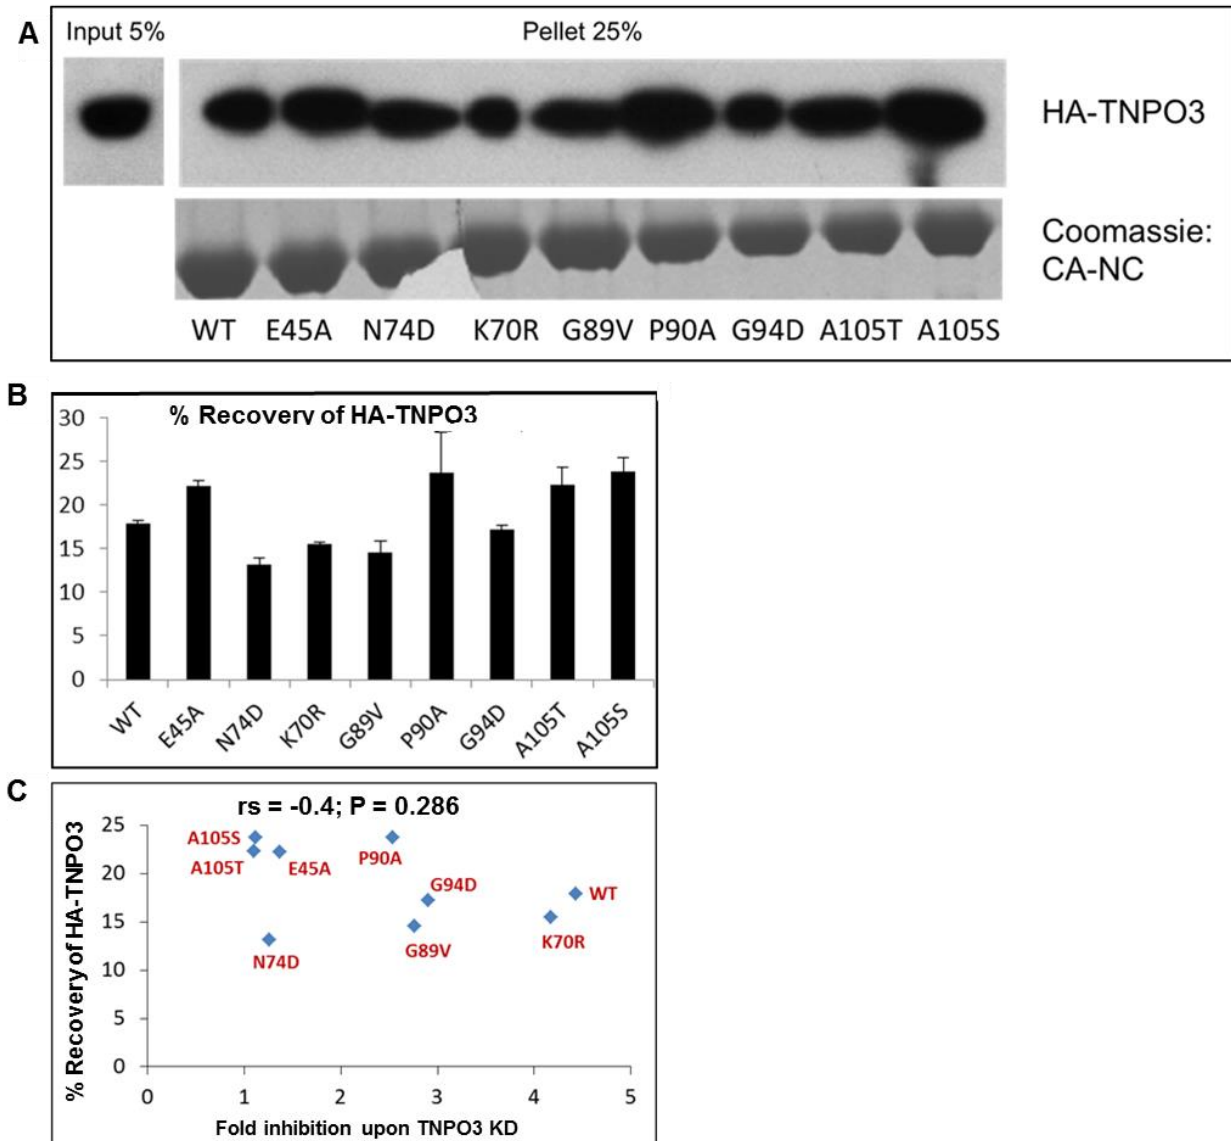 A
Input 5%
Pellet 25%
HA-TNPO3
Coomassie:
CA-NC
WT E45A N74D K70R G89V P90A G94D A105T A105S
B
% Recovery of HA-TNPO3
30
25
20
15
10
5
0
WT E45A N74D K70R G89V P90A G94D A105T A105S
C
rs = -0.4; P = 0.286
% Recovery of HA-TNPO3
25
20
15
10
5
0
A105S
A105T
E45A
P90A
G94D
WT
N74D
G89V
K70R
0 1 2 3 4 5
Fold inhibition upon TNPO3 KD